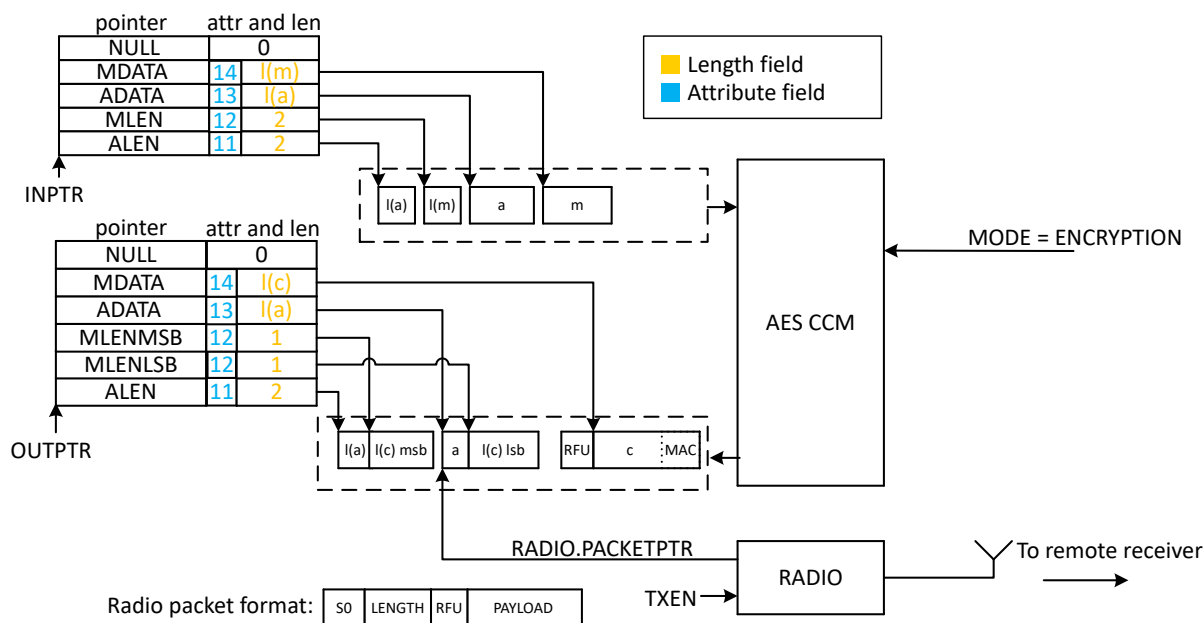 pointer attr and len
NULL 0
MDATA 14 l(m)
ADATA 13 l(a)
MLEN 12 2
ALEN 11 2
INPTR
Length field
Attribute field
l(a) l(m) a m
pointer attr and len
NULL 0
MDATA 14 l(c)
ADATA 13 l(a)
MLENMSB 12 1
MLENLSB 12 1
ALEN 11 2
OUTPTR
MODE = ENCRYPTION
AES CCM
l(a) l(c) msb a l(c) lsb RFU c MAC
RADIO.PACKETPTR
RADIO
To remote receiver
TXEN
Radio packet format: S0 LENGTH RFU PAYLOAD